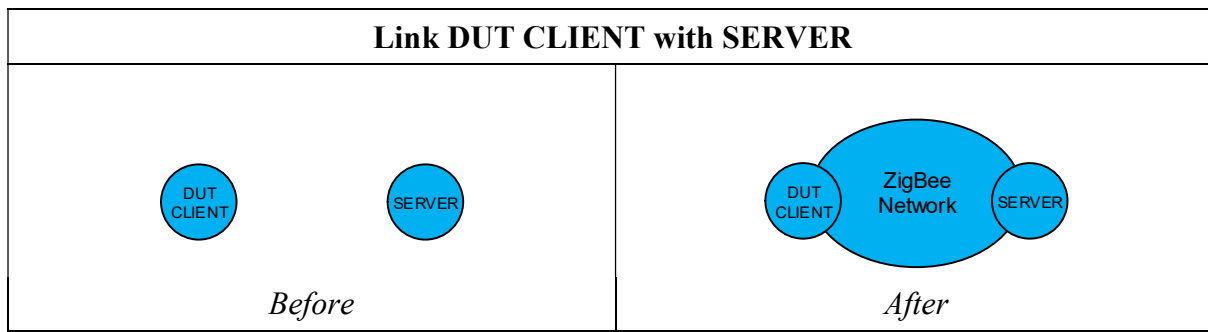 Link DUT CLIENT with SERVER
DUT
CLIENT
SERVER
Before
DUT
CLIENT
ZigBee
Network
SERVER
After